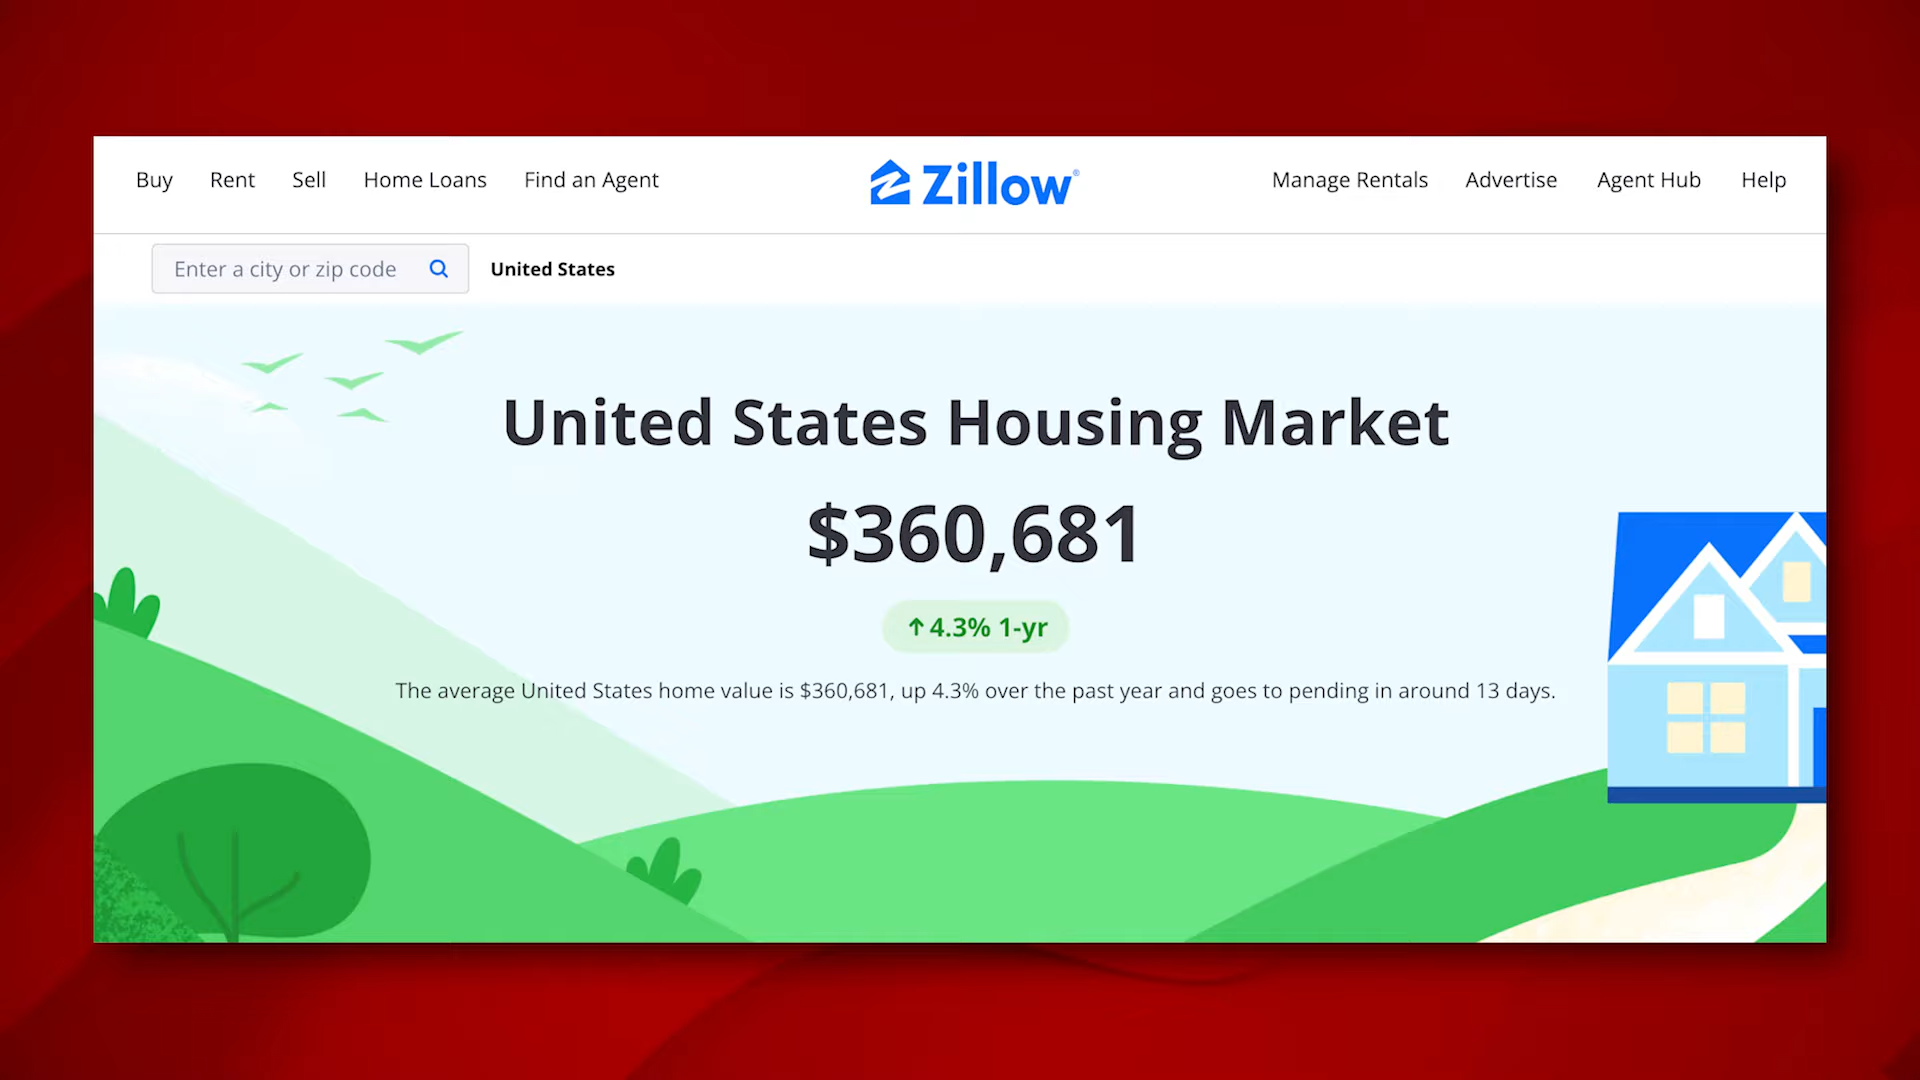 Buy Rent Sell Home Loans Find an Agent Zillow® Manage Rentals Advertise Agent Hub Help
Enter a city or zip code United States
United States Housing Market
$360,681
↑ 4.3% 1-yr
The average United States home value is $360,681, up 4.3% over the past year and goes to pending in around 13 days.